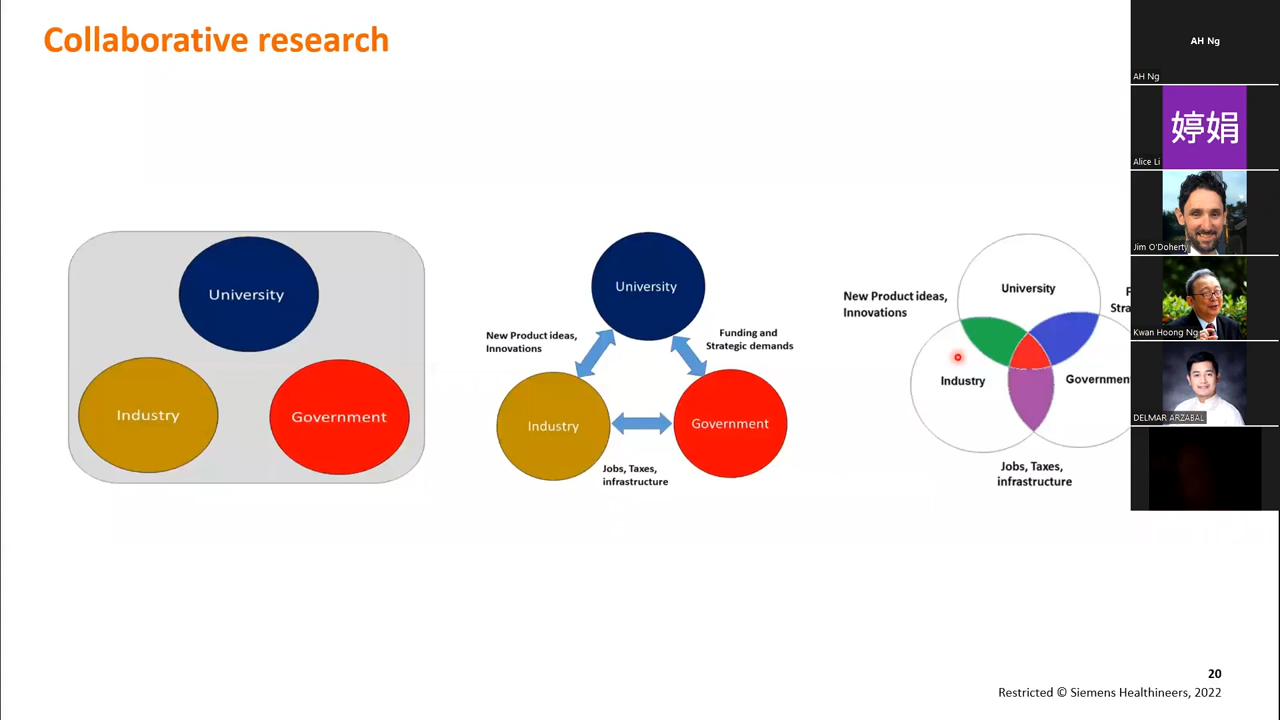 Collaborative research
University
Industry
Government
University
New Product ideas,
Innovations
Funding and
Strategic demands
Industry
Government
Jobs, Taxes,
infrastructure
University
New Product ideas,
Innovations
Industry
Jobs, Taxes,
infrastructure
20
Restricted © Siemens Healthineers, 2022
AH Ng
AH Ng
婷娟
Alice Li
Jim O'Doherty
Kwan Hoong Ng
DELMAR ARZABAL